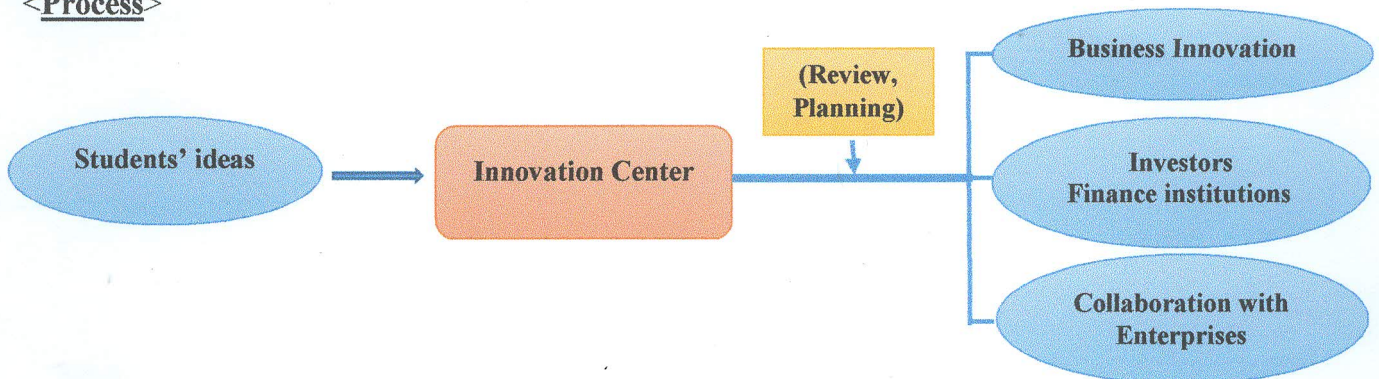 <Process>
Students’ ideas
Innovation Center
(Review,
Planning)
Business Innovation
Investors
Finance institutions
Collaboration with
Enterprises